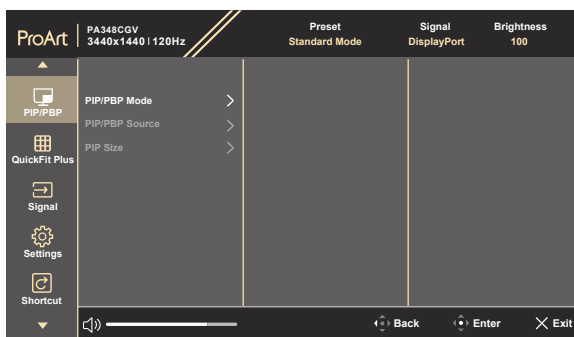 ProArt
PA348CGV
3440x1440 | 120Hz
Preset
Standard Mode
Signal
DisplayPort
Brightness
100
PIP/PBP
QuickFit Plus
Signal
Settings
Shortcut
PIP/PBP Mode
PIP/PBP Source
PIP Size
Back
Enter
Exit